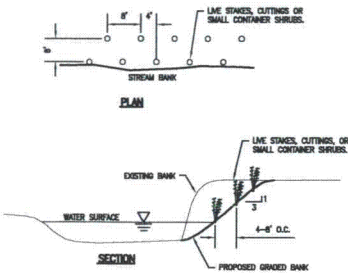 8'
4'
LIVE STAKES, CUTTINGS OR
SMALL CONTAINER SHRUBS.
STREAM BANK
PLAN
LIVE STAKES, CUTTINGS, OR
SMALL CONTAINER SHRUBS.
EXISTING BANK
1
3
WATER SURFACE
4-8' O.C.
SECTION
PROPOSED GRADED BANK